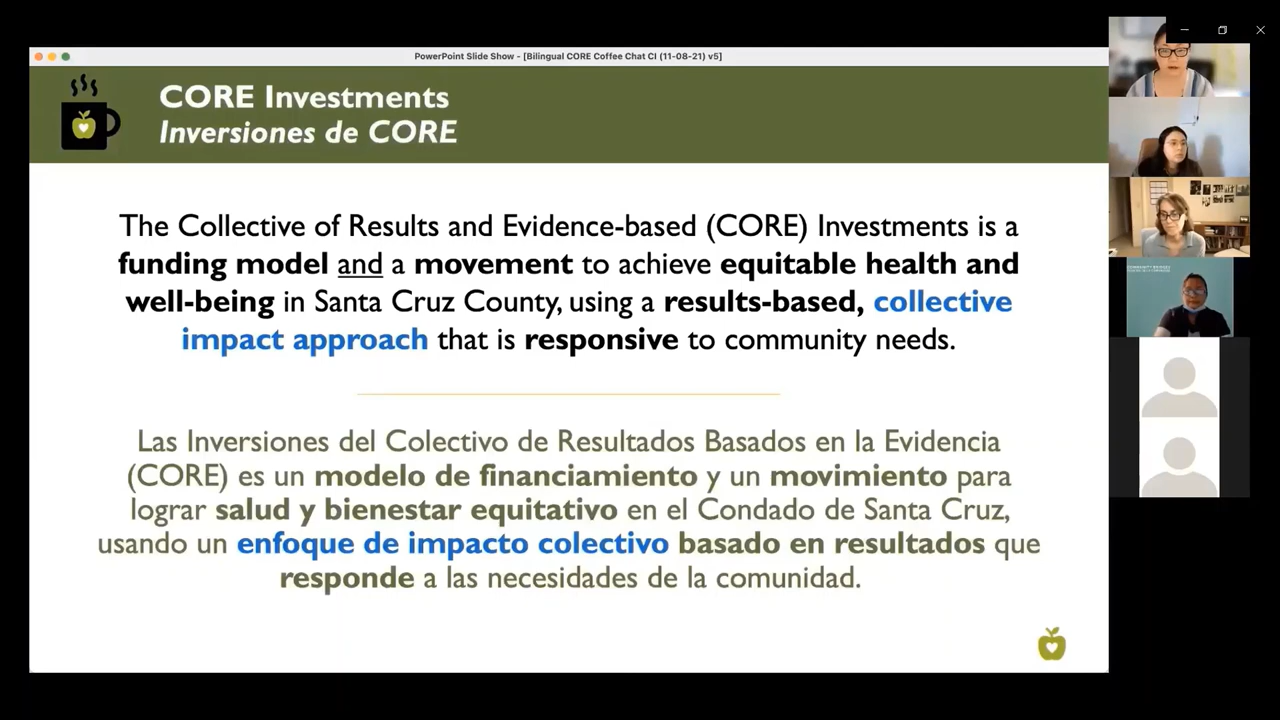 PowerPoint Slide Show - [Bilingual CORE Coffee Chat CI (11-08-21) v5]
CORE Investments
Inversiones de CORE
The Collective of Results and Evidence-based (CORE) Investments is a
funding model and a movement to achieve equitable health and
well-being in Santa Cruz County, using a results-based, collective
impact approach that is responsive to community needs.
Las Inversiones del Colectivo de Resultados Basados en la Evidencia
(CORE) es un modelo de financiamiento y un movimiento para
lograr salud y bienestar equitativo en el Condado de Santa Cruz,
usando un enfoque de impacto colectivo basado en resultados que
responde a las necesidades de la comunidad.